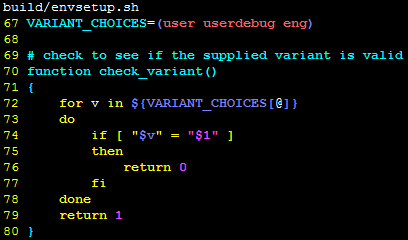 build/envsetup.sh
67 VARIANT_CHOICES=(user userdebug eng)
68
69 # check to see if the supplied variant is valid
70 function check_variant()
71 {
72     for v in ${VARIANT_CHOICES[@]}
73     do
74         if [ "$v" = "$1" ]
75         then
76             return 0
77         fi
78     done
79     return 1
80 }